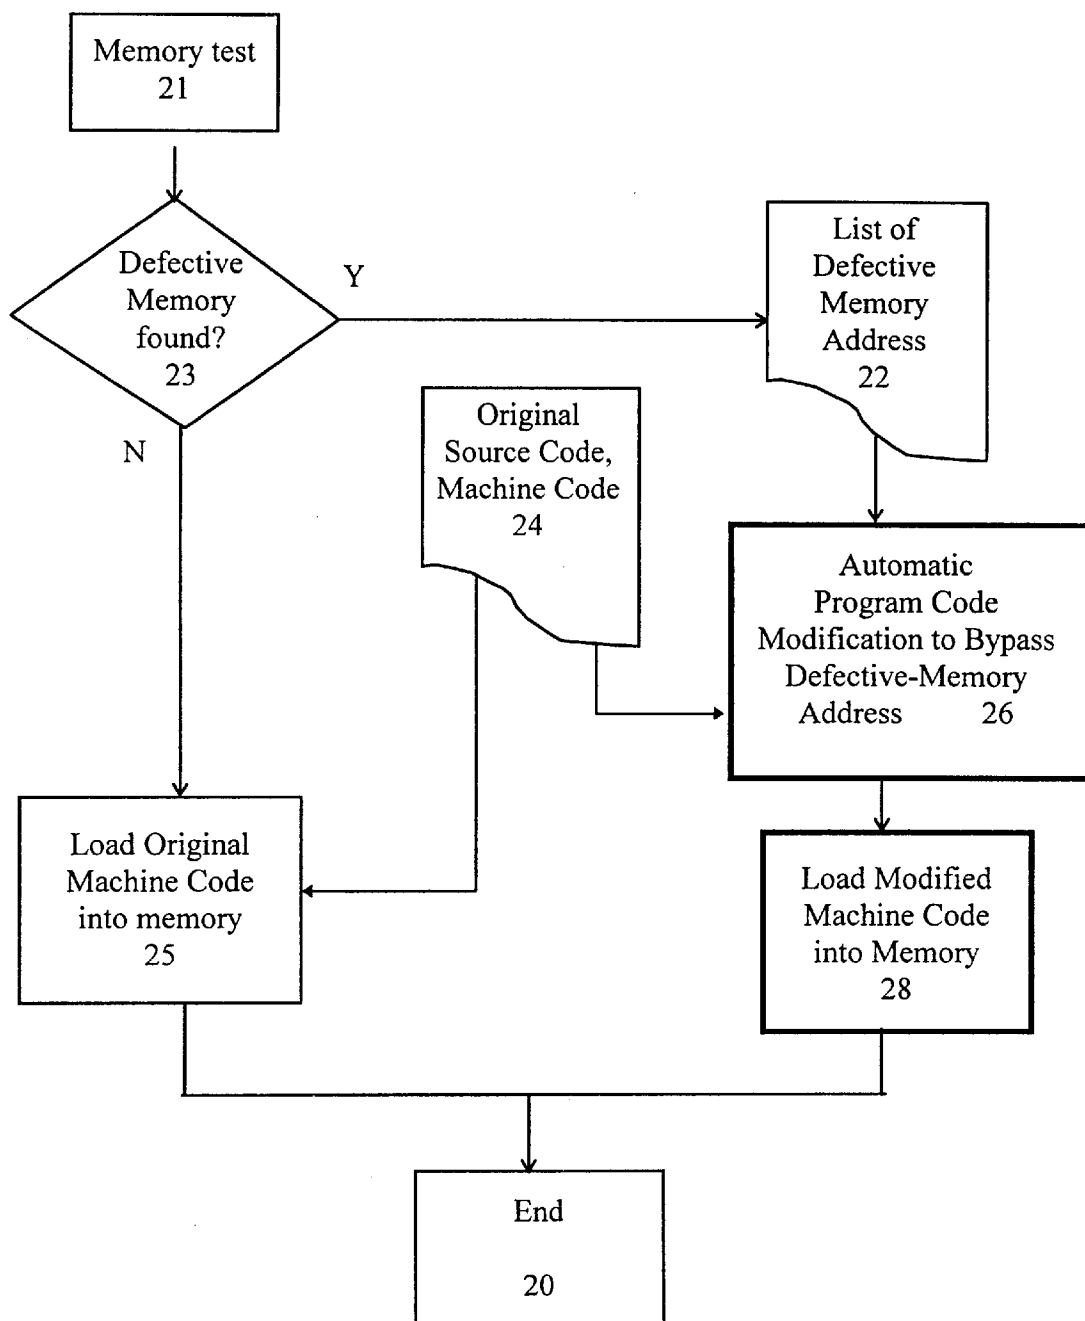 Memory test
21
Defective
Memory
found?
23
Y
N
List of
Defective
Memory
Address
22
Original
Source Code,
Machine Code
24
Automatic
Program Code
Modification to Bypass
Defective-Memory
Address 26
Load Original
Machine Code
into memory
25
Load Modified
Machine Code
into Memory
28
End
20